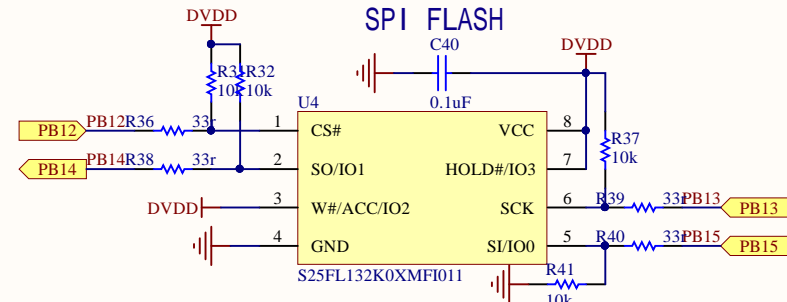 SPI FLASH
DVDD
C40
DVDD
R31 R32
10k 10k
0.1uF
U4
PB12 PB12 R36 33r 1 CS# VCC 8
R37
10k
PB14 PB14 R38 33r 2 SO/IO1 HOLD#/IO3 7
DVDD 3 W#/ACC/IO2 SCK 6 R39 33r PB13 PB13
4 GND SI/IO0 5 R40 33r PB15 PB15
S25FL132K0XMFI011
R41
10k